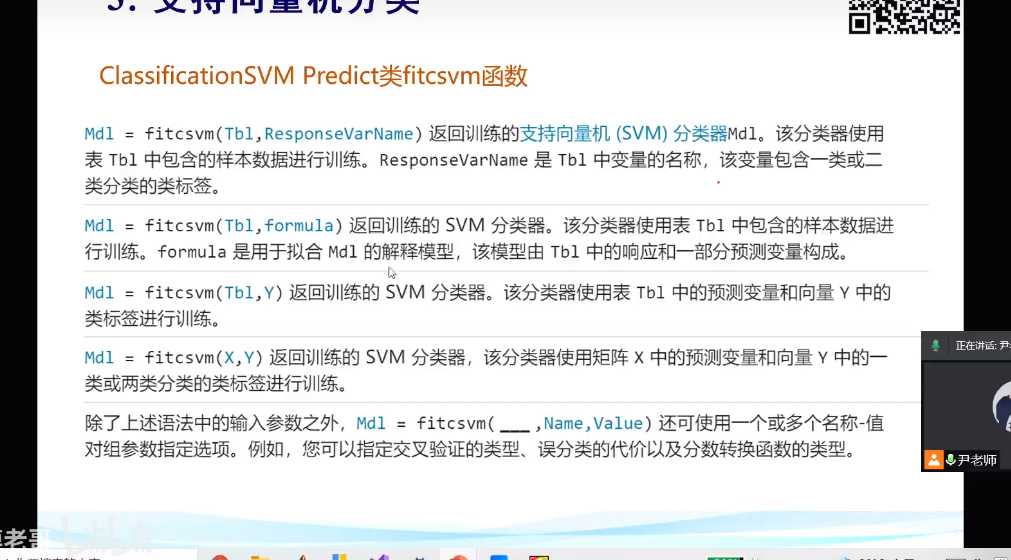 3. 支持向量机分类
ClassificationSVM Predict类fitcsvm函数
Mdl = fitcsvm(Tbl,ResponseVarName) 返回训练的支持向量机 (SVM) 分类器Mdl。该分类器使用
表 Tbl 中包含的样本数据进行训练。ResponseVarName 是 Tbl 中变量的名称，该变量包含一类或二
类分类的类标签。
Mdl = fitcsvm(Tbl,formula) 返回训练的 SVM 分类器。该分类器使用表 Tbl 中包含的样本数据进
行训练。formula 是用于拟合 Mdl 的解释模型，该模型由 Tbl 中的响应和一部分预测变量构成。
Mdl = fitcsvm(Tbl,Y) 返回训练的 SVM 分类器。该分类器使用表 Tbl 中的预测变量和向量 Y 中的
类标签进行训练。
Mdl = fitcsvm(X,Y) 返回训练的 SVM 分类器，该分类器使用矩阵 X 中的预测变量和向量 Y 中的一
类或两类分类的类标签进行训练。
除了上述语法中的输入参数之外，Mdl = fitcsvm( ___ ,Name,Value) 还可使用一个或多个名称-值
对组参数指定选项。例如，您可以指定交叉验证的类型、误分类的代价以及分数转换函数的类型。
正在讲话: 尹
尹老师
老哥